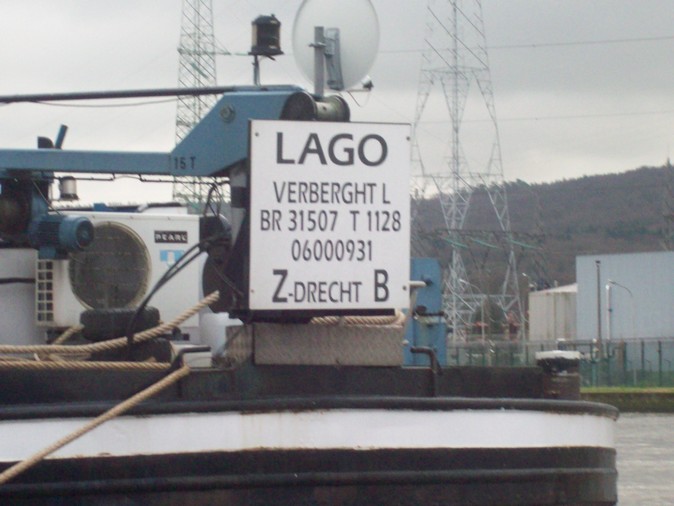 LAGO
VERBERGHT L
BR 31507 T 1128
06000931
Z-DRECHT B
15 T
PEARL